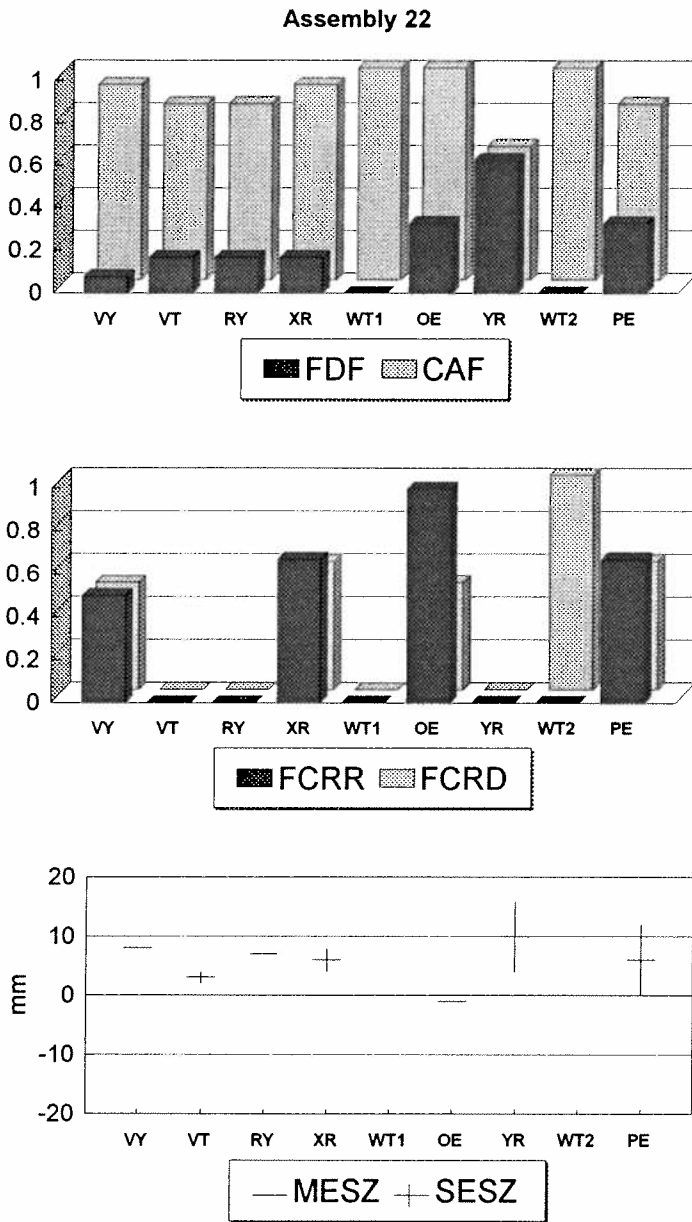 Assembly 22
1
0.8
0.6
0.4
0.2
0
VY VT RY XR WT1 OE YR WT2 PE
FDF CAF
1
0.8
0.6
0.4
0.2
0
VY VT RY XR WT1 OE YR WT2 PE
FCRR FCRD
20
10
0
-10
-20
mm
VY VT RY XR WT1 OE YR WT2 PE
MESZ SESZ